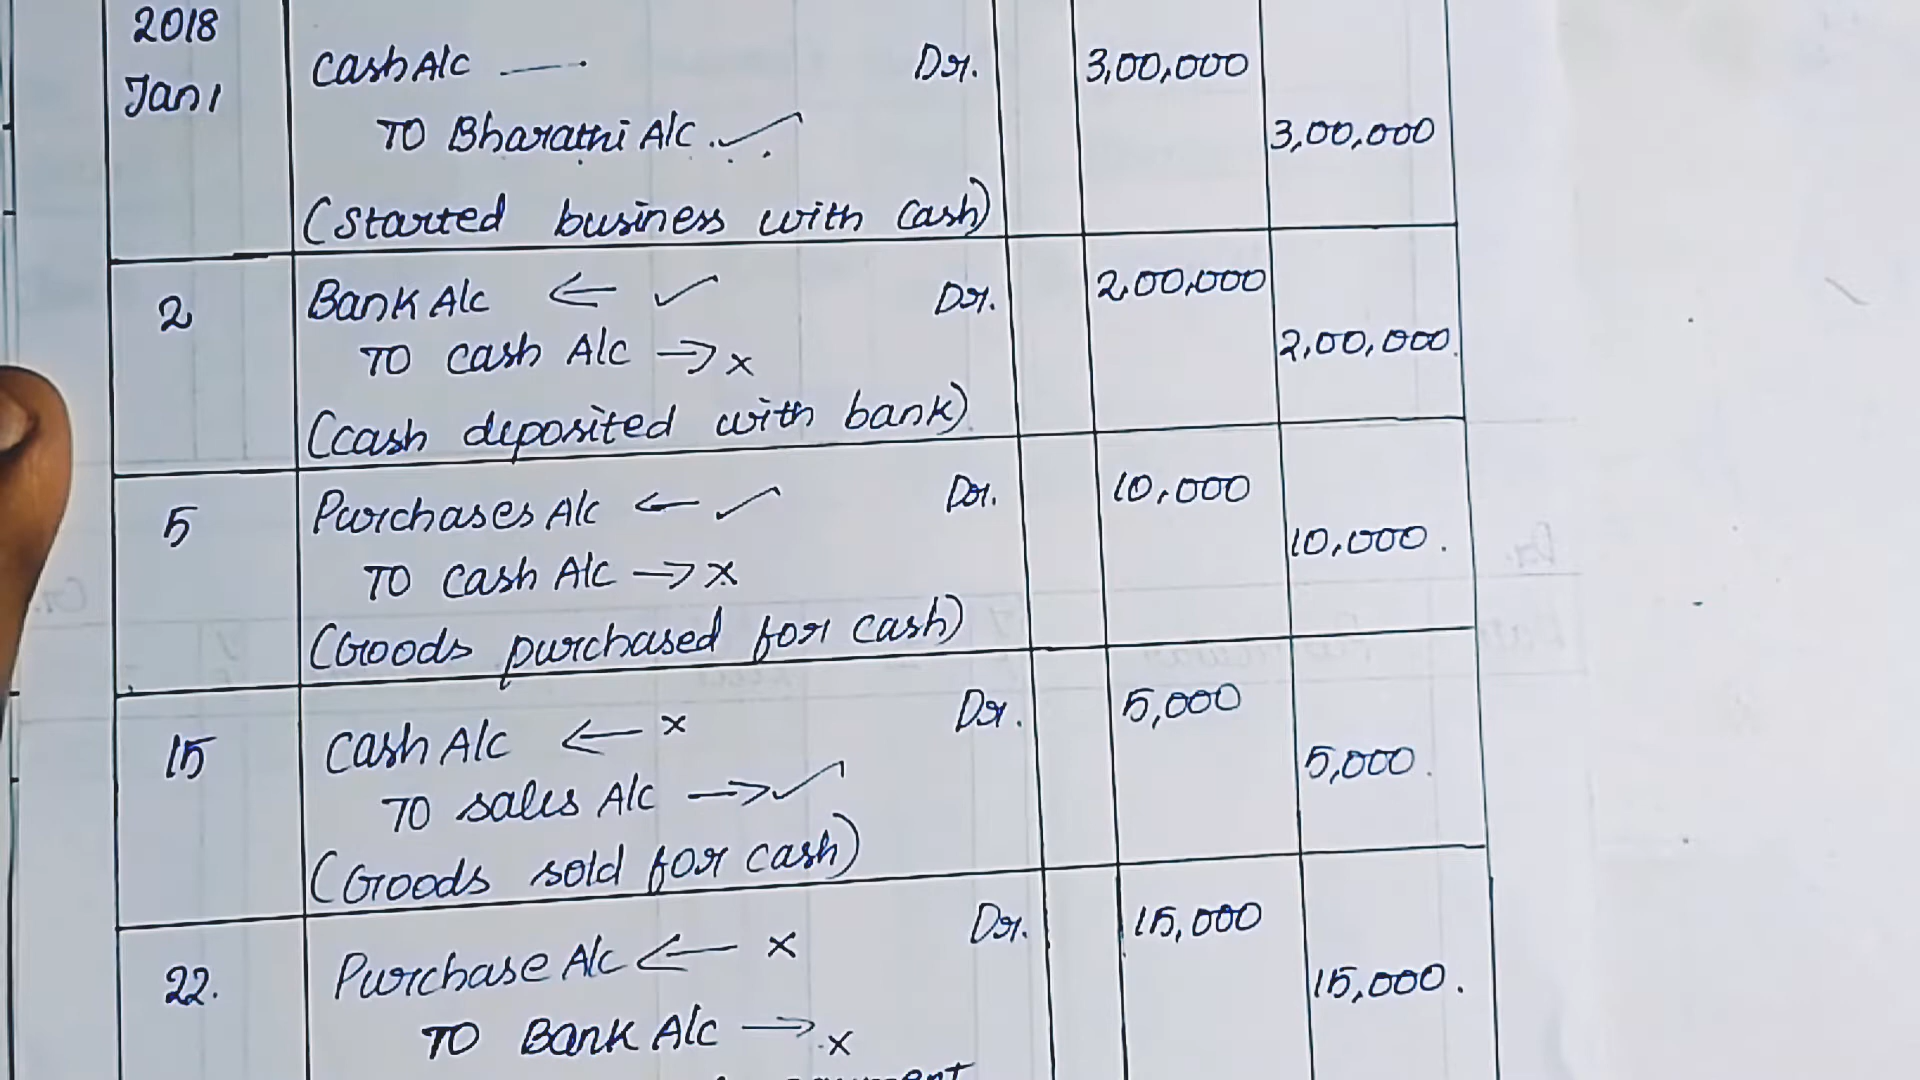 2018
Jan 1
Cash A/c Dr. 3,00,000
TO Bharathi A/c 3,00,000
(Started business with cash)
2 Bank A/c Dr. 2,00,000
TO cash A/c x 2,00,000.
(cash deposited with bank)
5 Purchases A/c Dr. 10,000
TO cash A/c x 10,000.
(Goods purchased for cash)
15 Cash A/c x Dr. 5,000
TO sales A/c 5,000.
(Goods sold for cash)
22. Purchase A/c x Dr. 15,000
TO Bank A/c x 15,000.